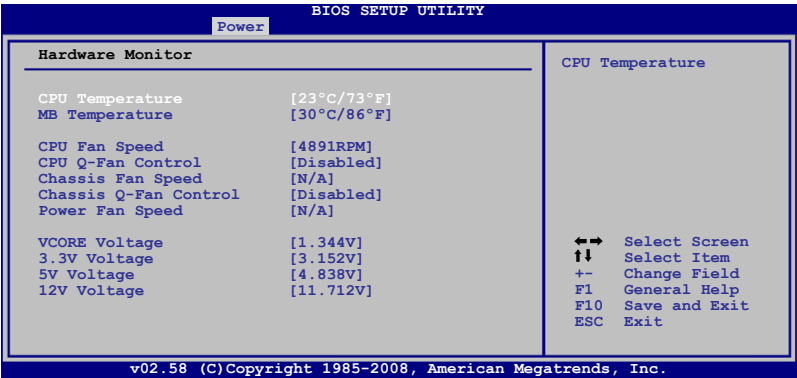 BIOS SETUP UTILITY
Power
Hardware Monitor
CPU Temperature [23°C/73°F]
MB Temperature [30°C/86°F]
CPU Fan Speed [4891RPM]
CPU Q-Fan Control [Disabled]
Chassis Fan Speed [N/A]
Chassis Q-Fan Control [Disabled]
Power Fan Speed [N/A]
VCORE Voltage [1.344V]
3.3V Voltage [3.152V]
5V Voltage [4.838V]
12V Voltage [11.712V]
CPU Temperature
←→ Select Screen
↑↓ Select Item
+- Change Field
F1 General Help
F10 Save and Exit
ESC Exit
v02.58 (C)Copyright 1985-2008, American Megatrends, Inc.